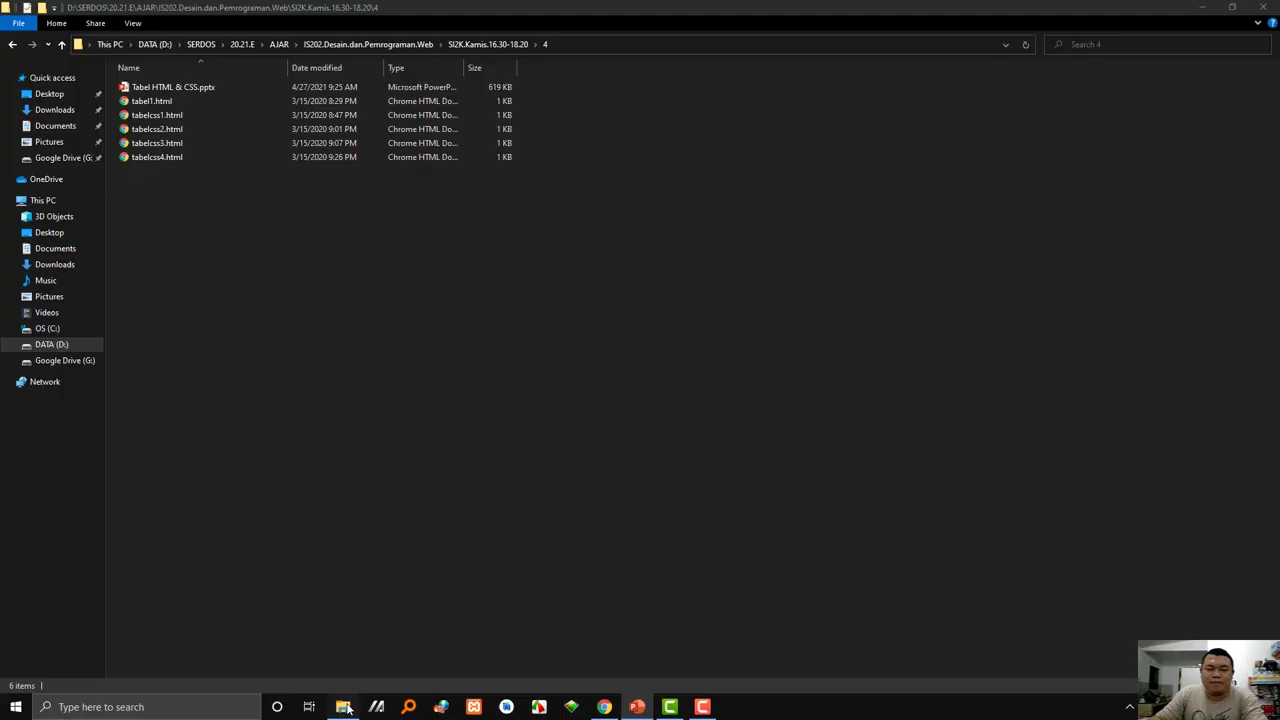 D:\SERDOS\20.21.E\AJAR\IS202.Desain.dan.Pemrograman.Web\SI2K.Kamis.16.30-18.20\4
File Home Share View
This PC DATA (D:) SERDOS 20.21.E AJAR IS202.Desain.dan.Pemrograman.Web SI2K.Kamis.16.30-18.20 4
Search 4
Name Date modified Type Size
Tabel HTML & CSS.pptx 4/27/2021 9:25 AM Microsoft PowerP... 619 KB
tabel1.html 3/15/2020 8:29 PM Chrome HTML Do... 1 KB
tabelcss1.html 3/15/2020 8:47 PM Chrome HTML Do... 1 KB
tabelcss2.html 3/15/2020 9:01 PM Chrome HTML Do... 1 KB
tabelcss3.html 3/15/2020 9:07 PM Chrome HTML Do... 1 KB
tabelcss4.html 3/15/2020 9:26 PM Chrome HTML Do... 1 KB
Quick access
Desktop
Downloads
Documents
Pictures
Google Drive (G:
OneDrive
This PC
3D Objects
Desktop
Documents
Downloads
Music
Pictures
Videos
OS (C:)
DATA (D:)
Google Drive (G:)
Network
6 items
Type here to search